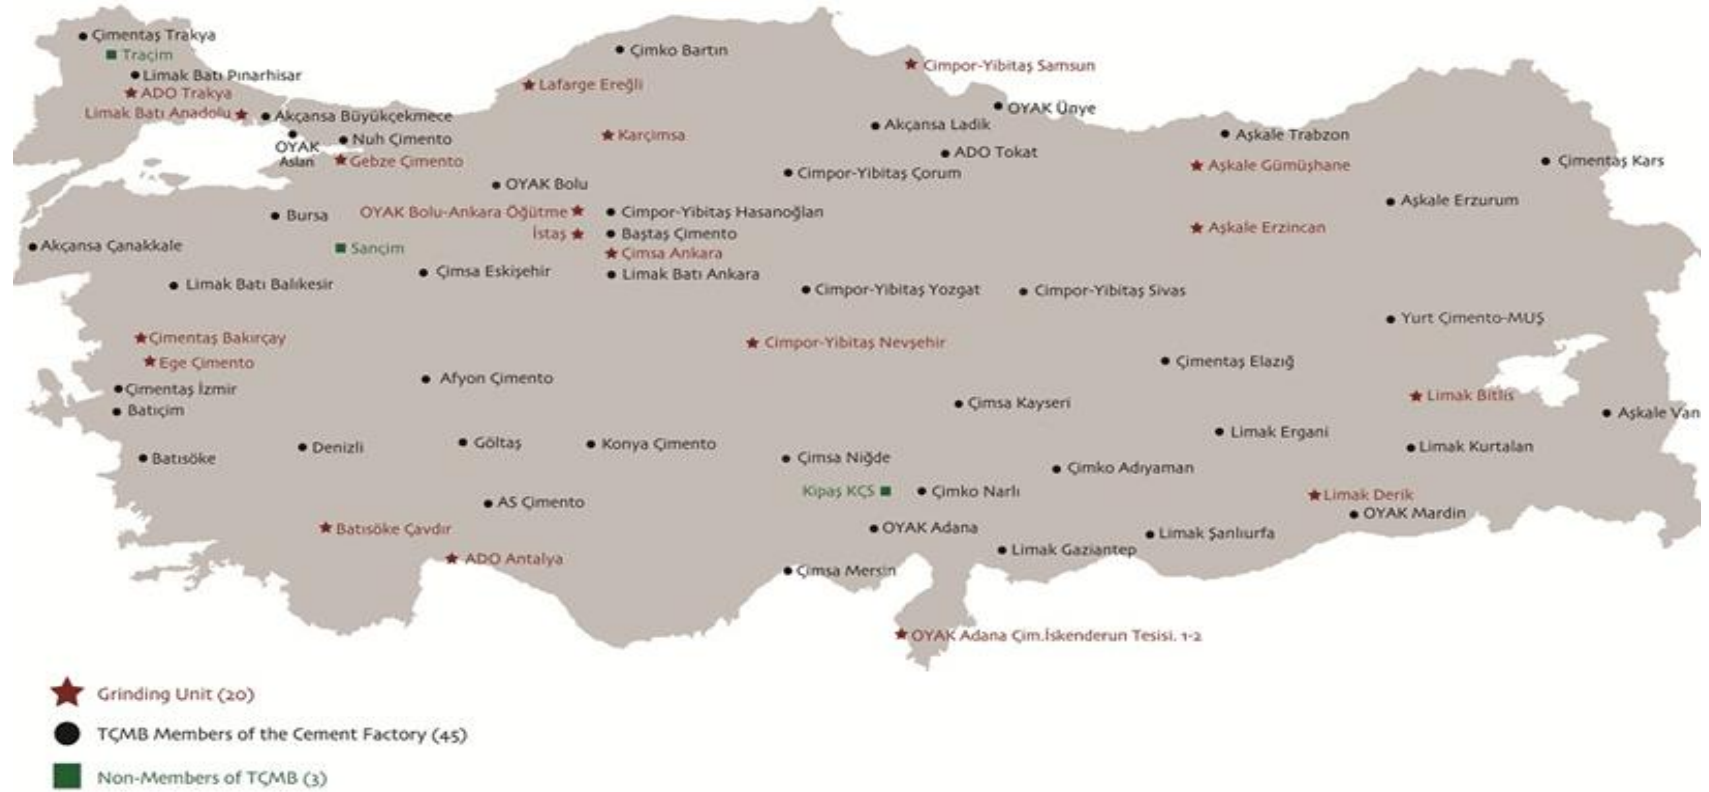 Çimentaş Trakya
Traçim
Limak Batı Pınarhisar
ADO Trakya
Limak Batı Anadolu
Akçansa Büyükçekmece
OYAK
Aslan
Nuh Çimento
Gebze Çimento
Çimko Bartın
Lafarge Ereğli
Karçimsa
Cimpor-Yibitaş Samsun
OYAK Ünye
Akçansa Ladik
ADO Tokat
Cimpor-Yibitaş Çorum
Aşkale Trabzon
Aşkale Gümüşhane
Çimentaş Kars
Aşkale Erzurum
Aşkale Erzincan
OYAK Bolu
OYAK Bolu-Ankara Öğütme
İstaş
Cimpor-Yibitaş Hasanoğlan
Baştaş Çimento
Çimsa Ankara
Limak Batı Ankara
Bursa
Sançim
Akçansa Çanakkale
Limak Batı Balıkesir
Çimsa Eskişehir
Cimpor-Yibitaş Yozgat
Cimpor-Yibitaş Sivas
Yurt Çimento-MUŞ
Çimentaş Bakırçay
Ege Çimento
Çimentaş İzmir
Batıçim
Cimpor-Yibitaş Nevşehir
Afyon Çimento
Çimentaş Elazığ
Limak Bitlis
Aşkale Van
Çimsa Kayseri
Limak Ergani
Limak Kurtalan
Batısöke
Denizli
Göltaş
Konya Çimento
Çimsa Niğde
Çimko Adıyaman
Kipaş KÇS
Çimko Narlı
Limak Derik
OYAK Mardin
AS Çimento
Batısöke Çavdır
ADO Antalya
OYAK Adana
Limak Şanlıurfa
Limak Gaziantep
Çimsa Mersin
OYAK Adana Çim.İskenderun Tesisi. 1-2
Grinding Unit (20)
TÇMB Members of the Cement Factory (45)
Non-Members of TÇMB (3)